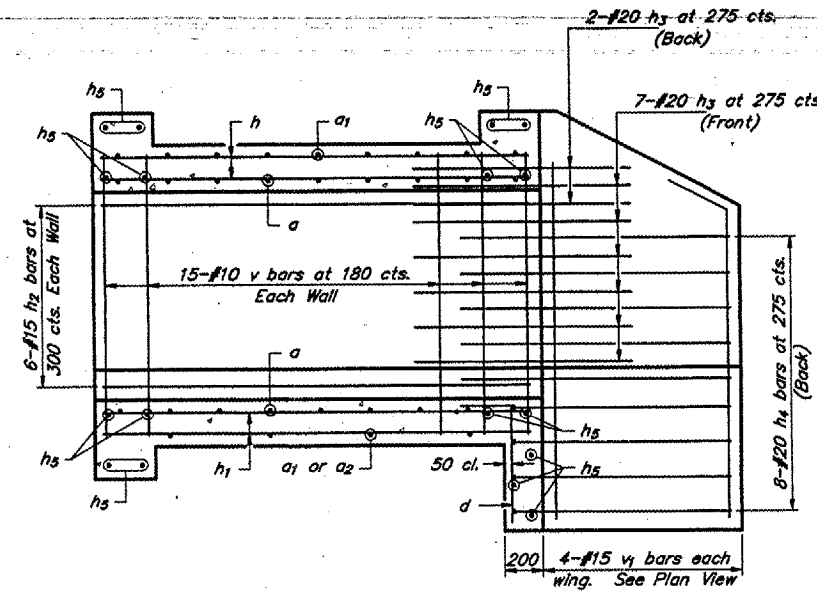 2-#20 h3 at 275 cts.
(Back)
h5
h5
7-#20 h3 at 275 cts
(Front)
h5
h
a1
h5
a
6-#15 h2 bars at
300 cts. Each Wall
15-#10 v bars at 180 cts.
Each Wall
8-#20 h4 bars at 275 cts.
(Back)
a
h5
h5
h1
a1 or a2
50 cl.
h5
h5
d
200
4-#15 v1 bars each
wing. See Plan View